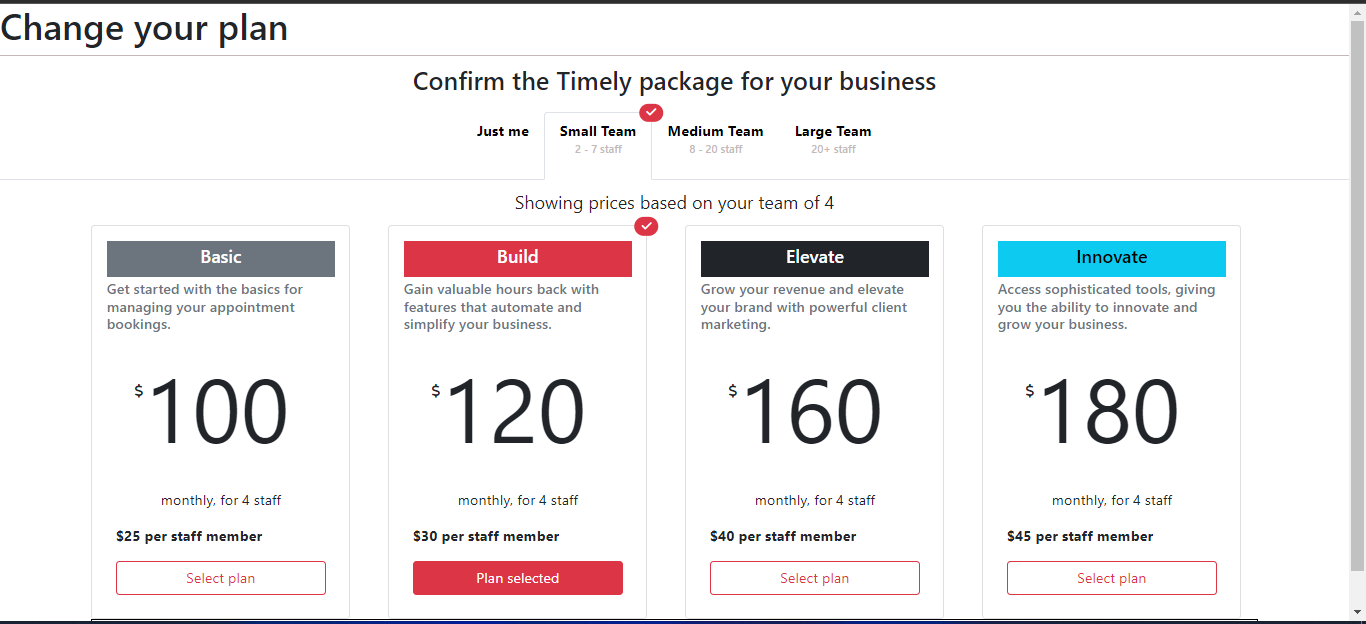 Change your plan
Confirm the Timely package for your business
Just me
Small Team
2 - 7 staff
Medium Team
8 - 20 staff
Large Team
20+ staff
Showing prices based on your team of 4
Basic
Get started with the basics for
managing your appointment
bookings.
$100
monthly, for 4 staff
$25 per staff member
Select plan
Build
Gain valuable hours back with
features that automate and
simplify your business.
$120
monthly, for 4 staff
$30 per staff member
Plan selected
Elevate
Grow your revenue and elevate
your brand with powerful client
marketing.
$160
monthly, for 4 staff
$40 per staff member
Select plan
Innovate
Access sophisticated tools, giving
you the ability to innovate and
grow your business.
$180
monthly, for 4 staff
$45 per staff member
Select plan